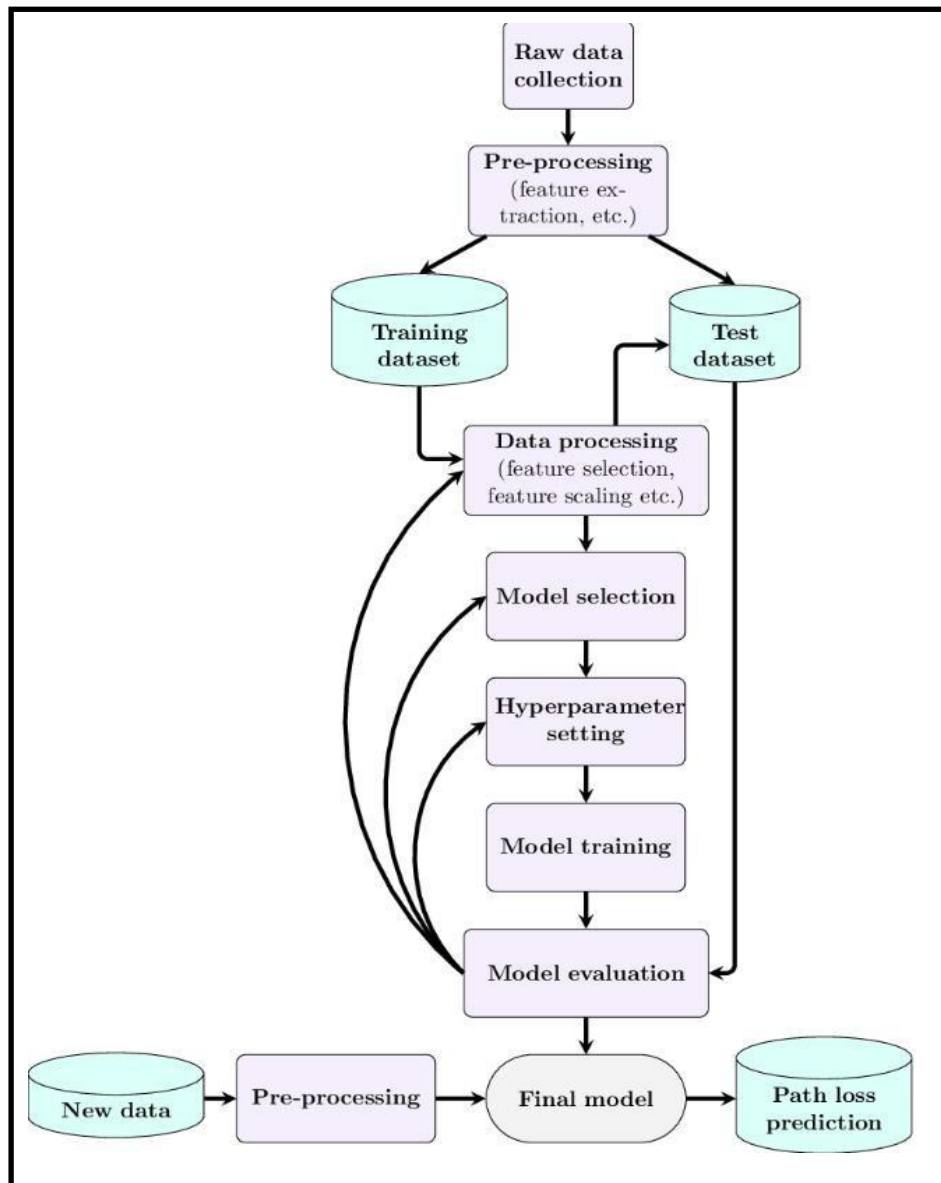 Raw data
collection
Pre-processing
(feature ex-
traction, etc.)
Training
dataset
Test
dataset
Data processing
(feature selection,
feature scaling etc.)
Model selection
Hyperparameter
setting
Model training
Model evaluation
New data
Pre-processing
Final model
Path loss
prediction